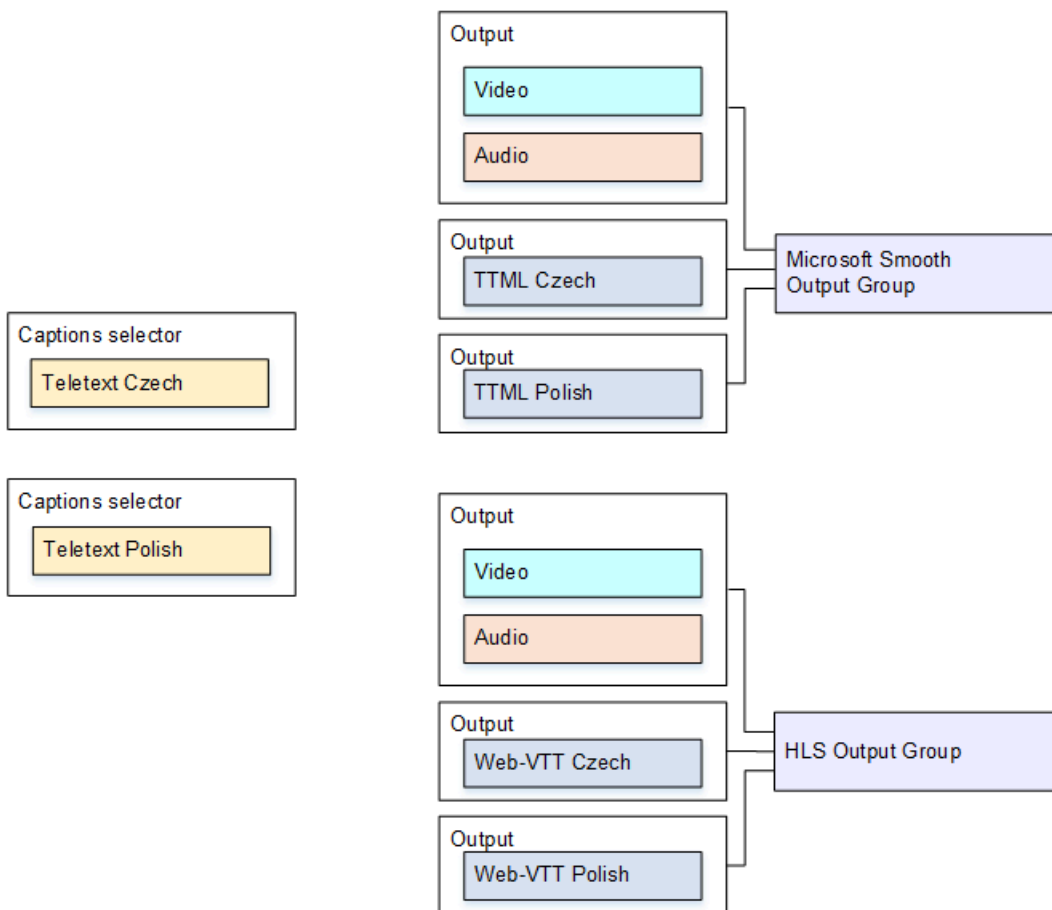 Captions selector
Teletext Czech
Captions selector
Teletext Polish
Output
Video
Audio
Output
TTML Czech
Output
TTML Polish
Microsoft Smooth
Output Group
Output
Video
Audio
Output
Web-VTT Czech
Output
Web-VTT Polish
HLS Output Group